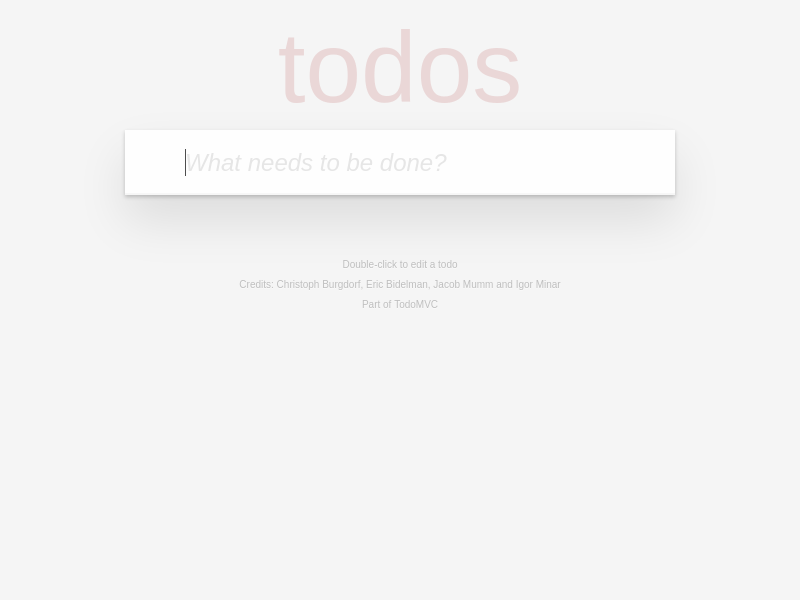 todos
What needs to be done?
Double-click to edit a todo
Credits: Christoph Burgdorf, Eric Bidelman, Jacob Mumm and Igor Minar
Part of TodoMVC